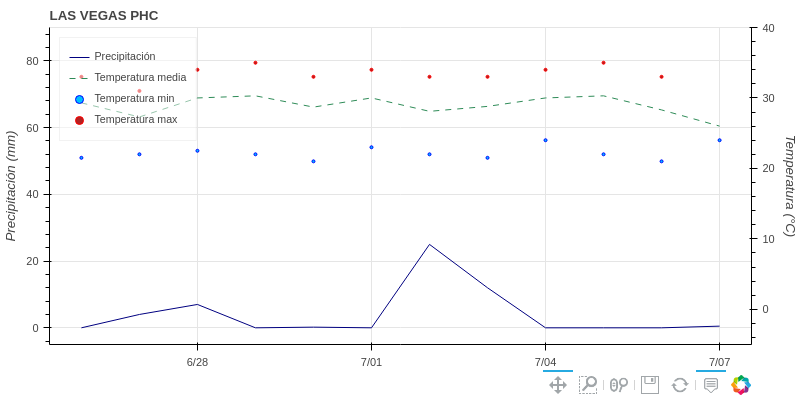 LAS VEGAS PHC
Precipitación
Temperatura media
Temperatura min
Temperatura max
80
60
40
20
0
Precipitación (mm)
40
30
20
10
0
Temperatura (°C)
6/28
7/01
7/04
7/07